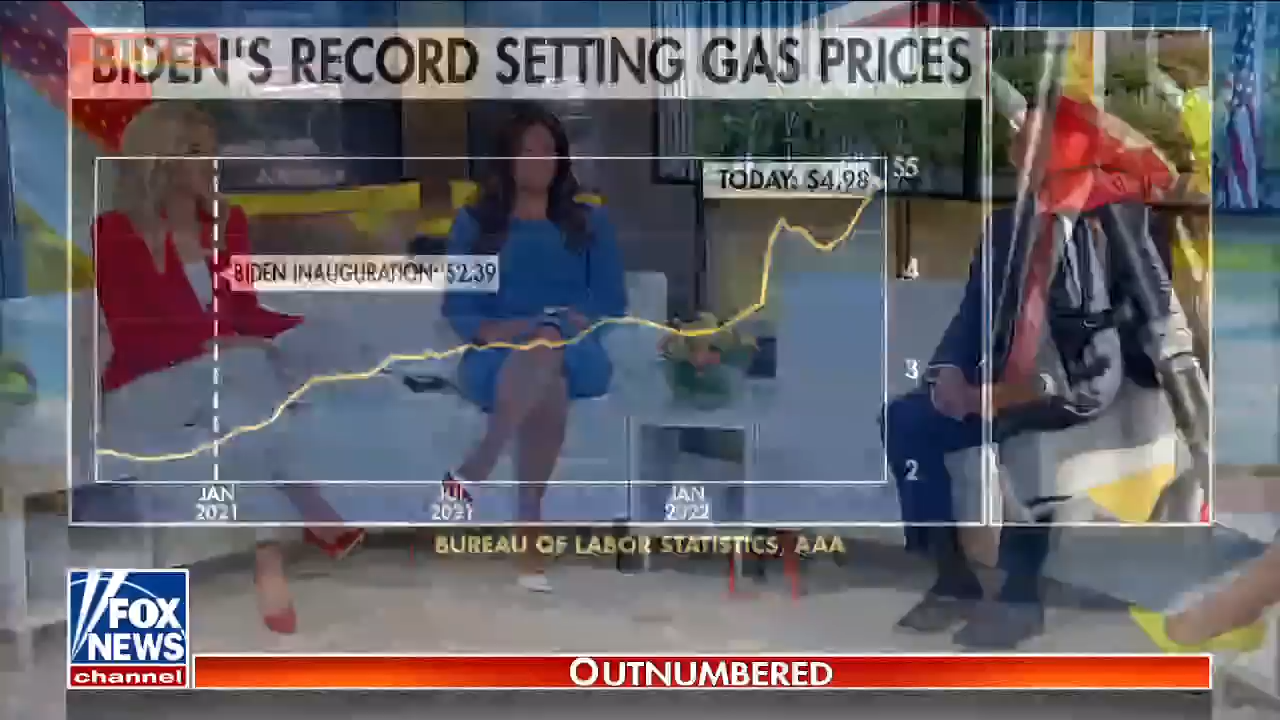 BIDEN'S RECORD SETTING GAS PRICES
TODAY: $4.98
$5
BIDEN INAUGURATION: $2.39
4
3
2
JAN
2021
JUL
2021
JAN
2022
BUREAU OF LABOR STATISTICS, AAA
FOX
NEWS
channel
OUTNUMBERED